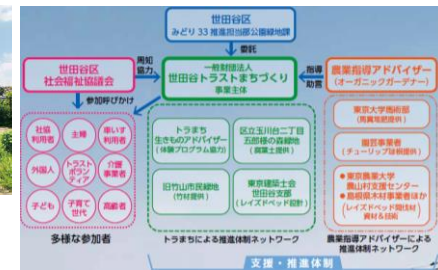 世田谷区
みどり33推進担当部公園緑地課
委託
世田谷区
社会福祉協議会
周知
協力
一般財団法人
世田谷トラストまちづくり
事業主体
指導
助言
農業指導アドバイザー
(オーガニックガーデナー)
参加呼びかけ
社協
利用者
主婦
車いす
利用者
外国人
トラスト
ボラン
ティア
介護
事業者
子ども
子育て
世代
高齢者
多様な参加者
トラまち
生きものアドバイザー
(体験プログラム協力)
区立玉川台二丁目
五郎様の森緑地
(腐葉土提供)
旧竹山市民緑地
(竹材提供)
東京建築士会
世田谷支部
(レイズドベッド設計)
トラまちによる推進体制ネットワーク
東京大学馬術部
(馬糞堆肥提供)
園芸事業者
(チューリップ球根提供)
●東京農業大学
農山村支援センター
●島根県木材事業者ほか
(レイズドベッド間伐材
資材&技術)
農業指導アドバイザーによる
推進体制ネットワーク
支援・推進体制